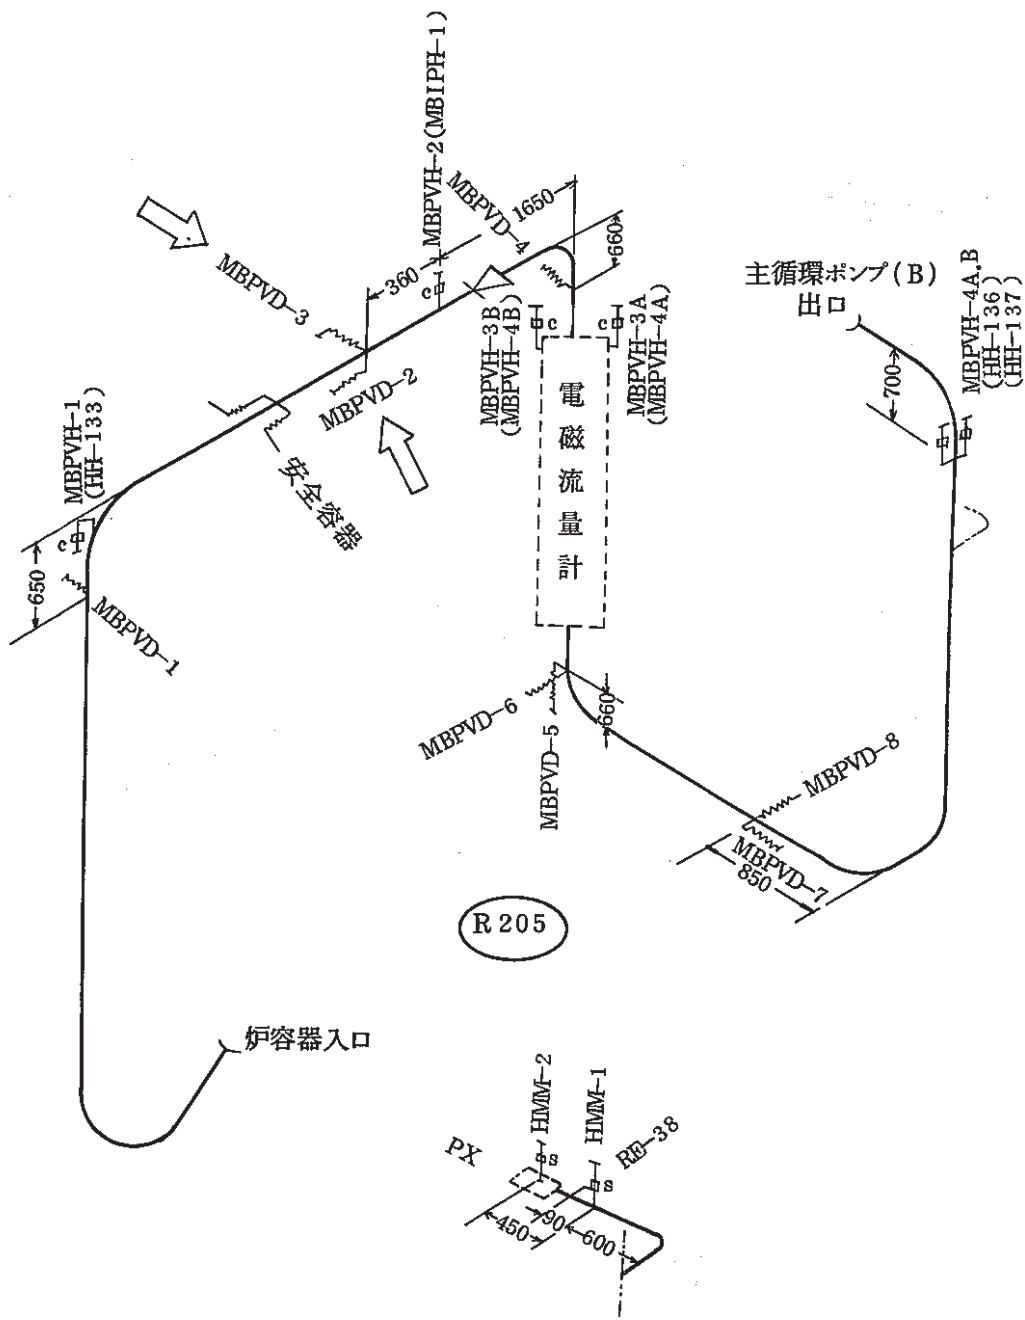 MBPVH-2(MBIPH-1)
MBPVD-4
1650
660
360
c
MBPVD-3
MBPVD-2
MBPVH-3B
(MBPVH-4B)
c
c
MBPVH-3A
(MBPVH-4A)
主循環ポンプ(B)
出口
MBPVH-4A.B
(HH-136)
(HH-137)
700
MBPVH-1
(HH-133)
c
650
MBPVD-1
安全容器
電磁流量計
MBPVD-6
MBPVD-5
660
MBPVD-8
MBPVD-7
850
R 205
炉容器入口
HMM-2
HMM-1
RE-38
PX
s
s
450
90
600